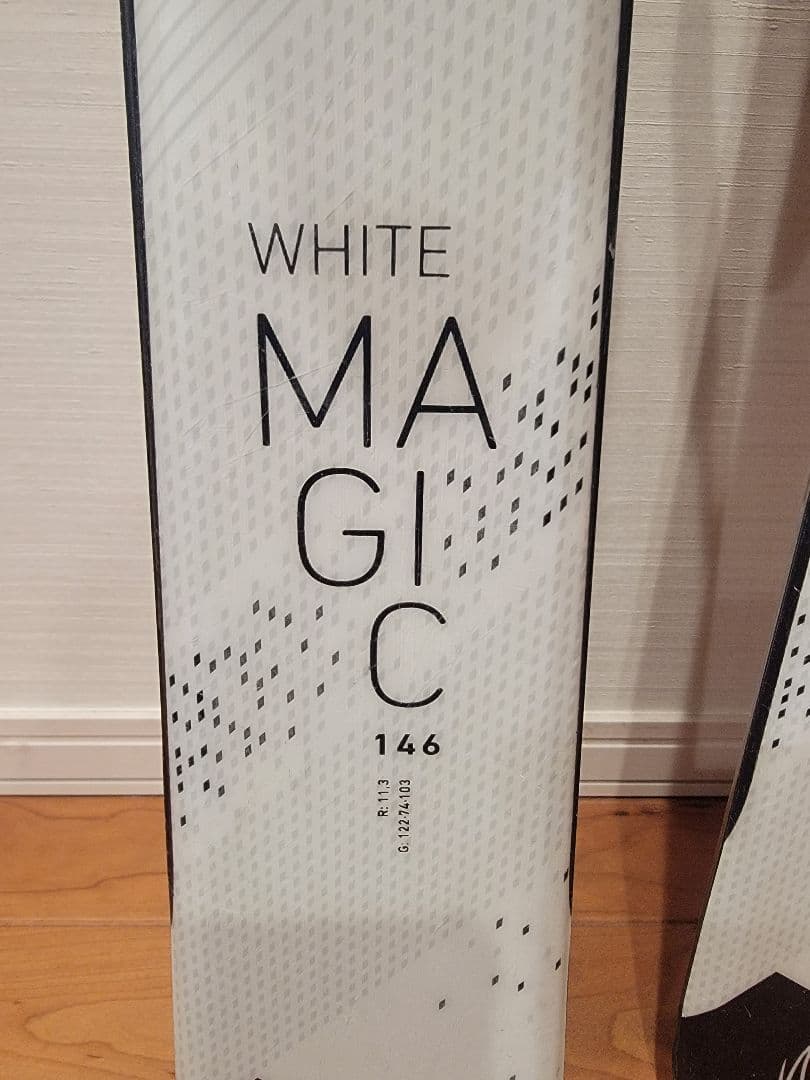 WHITE
MA
GI
C
146
R: 11,3
G: 122-74-103